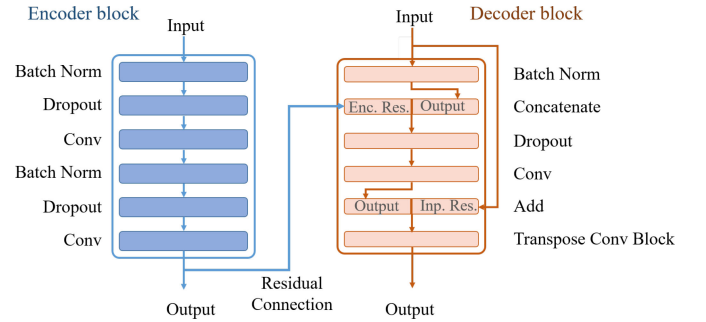 Encoder block
Input
Batch Norm
Dropout
Conv
Batch Norm
Dropout
Conv
Output
Residual
Connection
Decoder block
Input
Batch Norm
Enc. Res. Output
Concatenate
Dropout
Conv
Output Inp. Res.
Add
Transpose Conv Block
Output